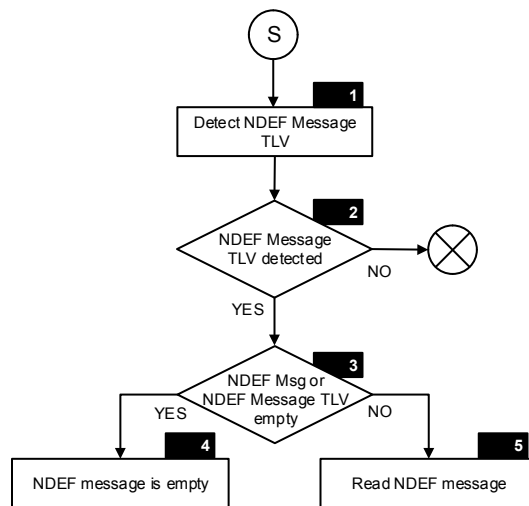 S
1
Detect NDEF Message
TLV
2
NDEF Message
TLV detected
NO
YES
3
NDEF Msg or
NDEF Message TLV
empty
YES
NO
4
NDEF message is empty
5
Read NDEF message